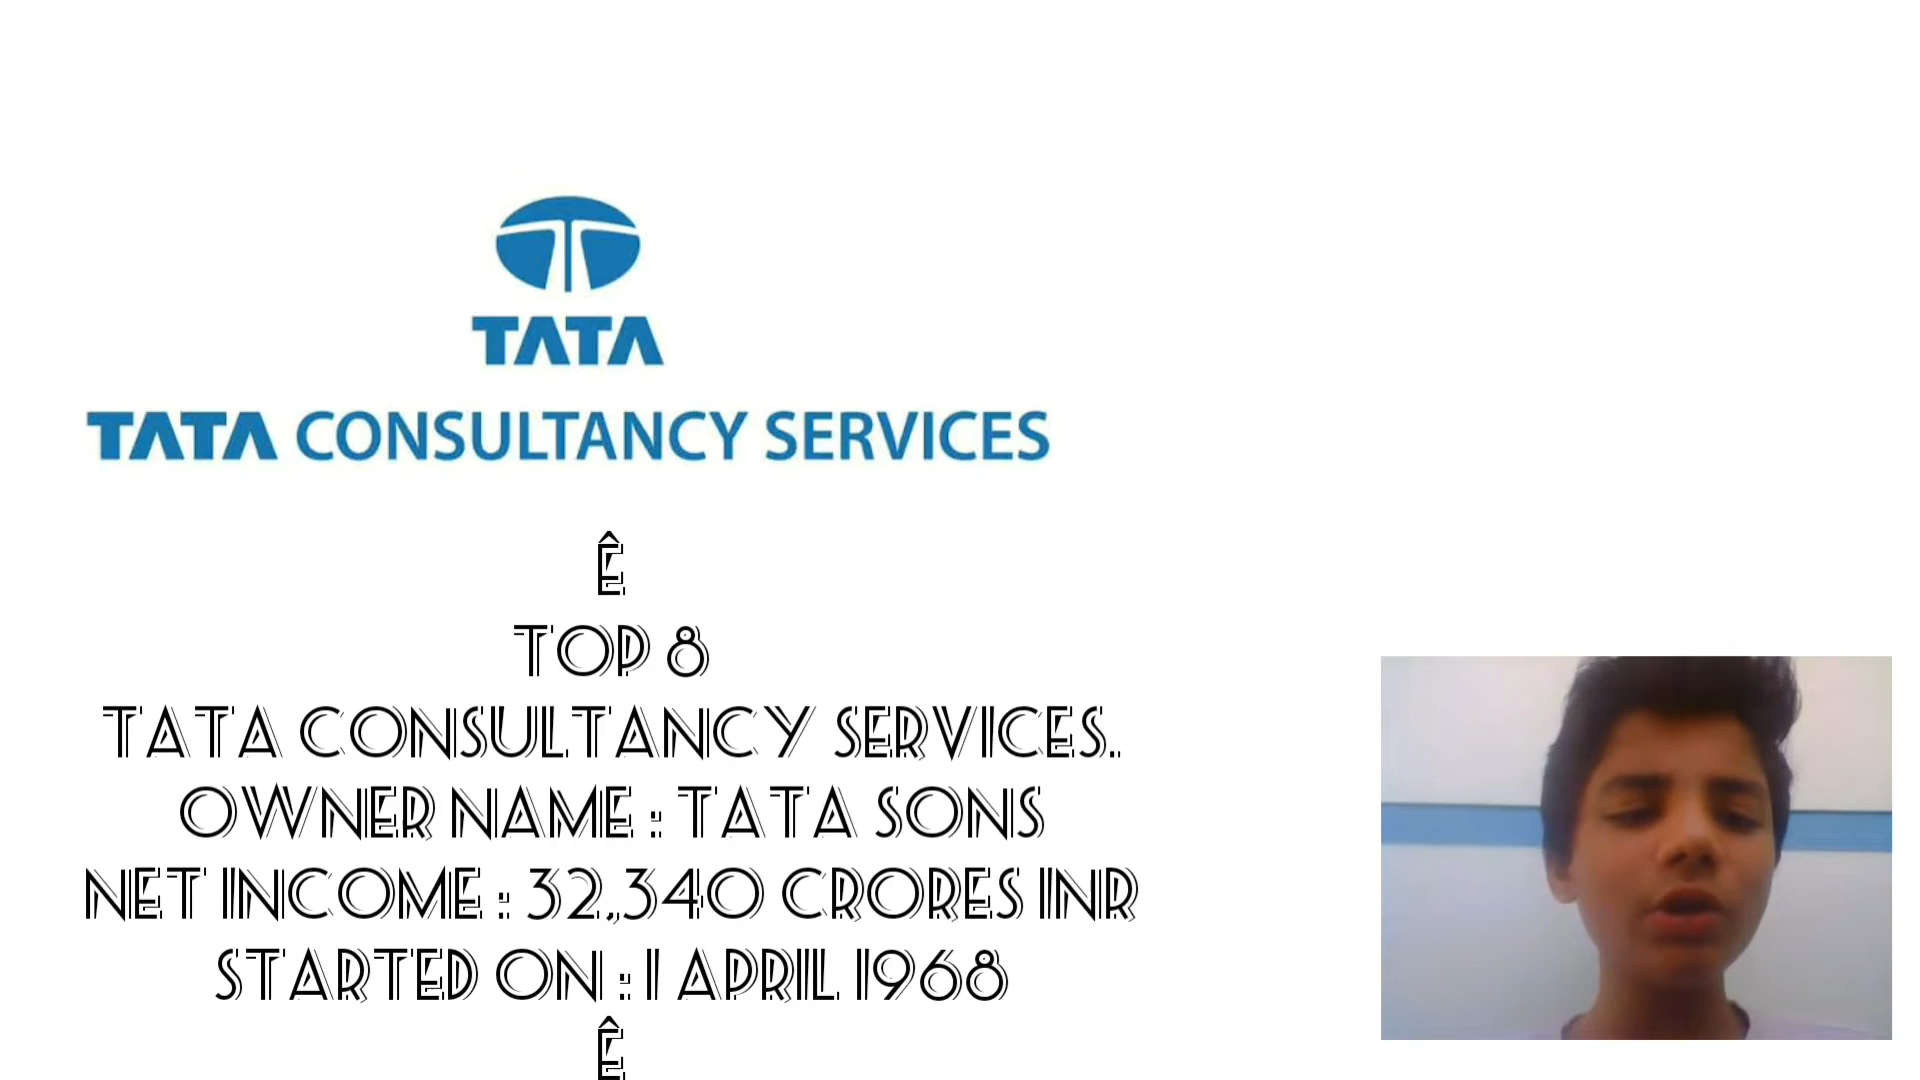 TATA
TATA CONSULTANCY SERVICES
Ê
TOP 8
TATA CONSULTANCY SERVICES.
OWNER NAME : TATA SONS
NET INCOME : 32,340 CRORES INR
STARTED ON : 1 APRIL 1968
Ê